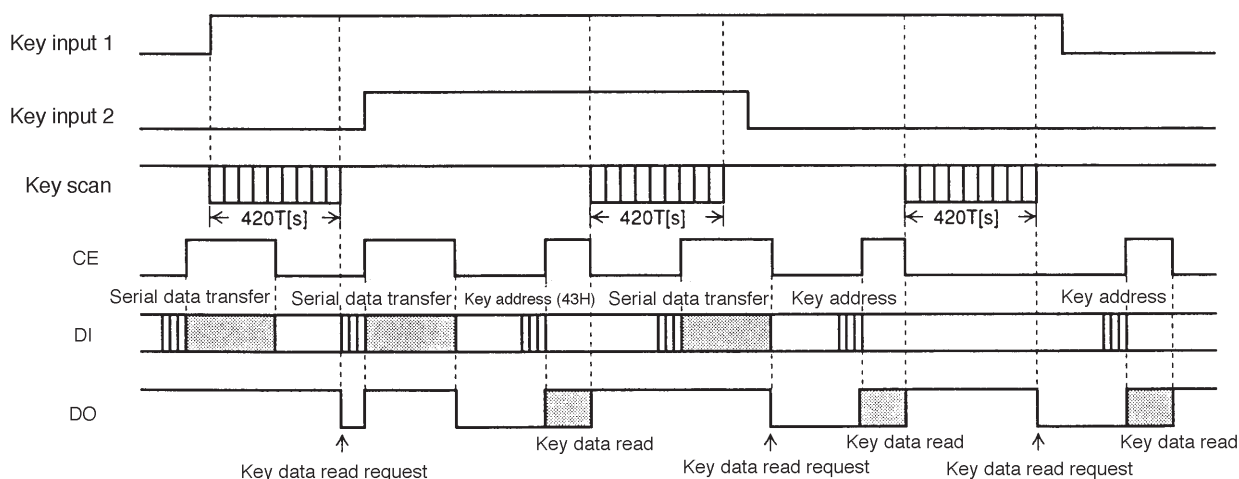 Key input 1
Key input 2
Key scan
420T[s] 420T[s] 420T[s]
CE
Serial data transfer Serial data transfer Key address (43H) Serial data transfer Key address Key address
DI
DO
Key data read Key data read Key data read
Key data read request Key data read request Key data read request